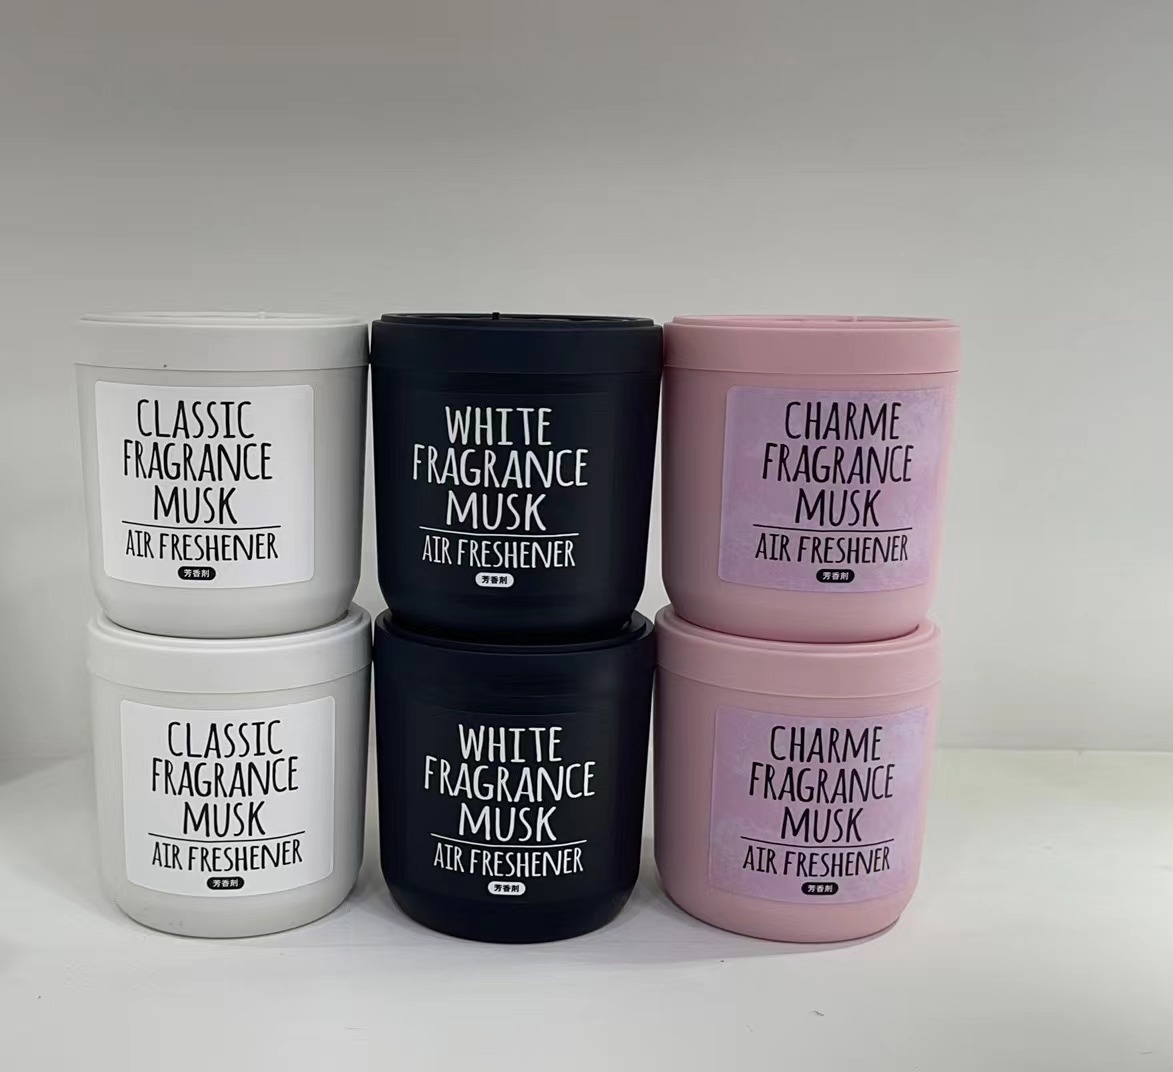 CLASSIC
FRAGRANCE
MUSK
AIR FRESHENER
芳香剤
WHITE
FRAGRANCE
MUSK
AIR FRESHENER
芳香剤
CHARME
FRAGRANCE
MUSK
AIR FRESHENER
芳香剤
CLASSIC
FRAGRANCE
MUSK
AIR FRESHENER
芳香剤
WHITE
FRAGRANCE
MUSK
AIR FRESHENER
芳香剤
CHARME
FRAGRANCE
MUSK
AIR FRESHENER
芳香剤